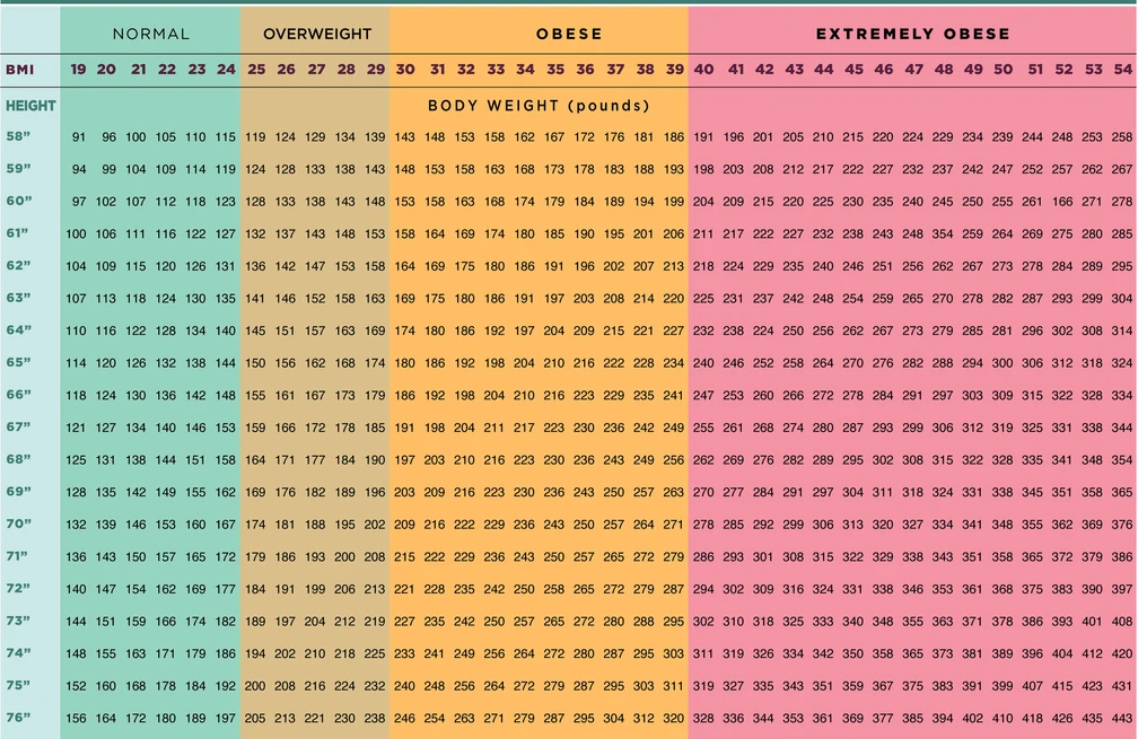 NORMAL OVERWEIGHT OBESE EXTREMELY OBESE
BMI 19 20 21 22 23 24 25 26 27 28 29 30 31 32 33 34 35 36 37 38 39 40 41 42 43 44 45 46 47 48 49 50 51 52 53 54
HEIGHT BODY WEIGHT (pounds)
58” 91 96 100 105 110 115 119 124 129 134 139 143 148 153 158 162 167 172 176 181 186 191 196 201 205 210 215 220 224 229 234 239 244 248 253 258
59” 94 99 104 109 114 119 124 128 133 138 143 148 153 158 163 168 173 178 183 188 193 198 203 208 212 217 222 227 232 237 242 247 252 257 262 267
60” 97 102 107 112 118 123 128 133 138 143 148 153 158 163 168 174 179 184 189 194 199 204 209 215 220 225 230 235 240 245 250 255 261 166 271 278
61” 100 106 111 116 122 127 132 137 143 148 153 158 164 169 174 180 185 190 195 201 206 211 217 222 227 232 238 243 248 354 259 264 269 275 280 285
62” 104 109 115 120 126 131 136 142 147 153 158 164 169 175 180 186 191 196 202 207 213 218 224 229 235 240 246 251 256 262 267 273 278 284 289 295
63” 107 113 118 124 130 135 141 146 152 158 163 169 175 180 186 191 197 203 208 214 220 225 231 237 242 248 254 259 265 270 278 282 287 293 299 304
64” 110 116 122 128 134 140 145 151 157 163 169 174 180 186 192 197 204 209 215 221 227 232 238 224 250 256 262 267 273 279 285 281 296 302 308 314
65” 114 120 126 132 138 144 150 156 162 168 174 180 186 192 198 204 210 216 222 228 234 240 246 252 258 264 270 276 282 288 294 300 306 312 318 324
66” 118 124 130 136 142 148 155 161 167 173 179 186 192 198 204 210 216 223 229 235 241 247 253 260 266 272 278 284 291 297 303 309 315 322 328 334
67” 121 127 134 140 146 153 159 166 172 178 185 191 198 204 211 217 223 230 236 242 249 255 261 268 274 280 287 293 299 306 312 319 325 331 338 344
68” 125 131 138 144 151 158 164 171 177 184 190 197 203 210 216 223 230 236 243 249 256 262 269 276 282 289 295 302 308 315 322 328 335 341 348 354
69” 128 135 142 149 155 162 169 176 182 189 196 203 209 216 223 230 236 243 250 257 263 270 277 284 291 297 304 311 318 324 331 338 345 351 358 365
70” 132 139 146 153 160 167 174 181 188 195 202 209 216 222 229 236 243 250 257 264 271 278 285 292 299 306 313 320 327 334 341 348 355 362 369 376
71” 136 143 150 157 165 172 179 186 193 200 208 215 222 229 236 243 250 257 265 272 279 286 293 301 308 315 322 329 338 343 351 358 365 372 379 386
72” 140 147 154 162 169 177 184 191 199 206 213 221 228 235 242 250 258 265 272 279 287 294 302 309 316 324 331 338 346 353 361 368 375 383 390 397
73” 144 151 159 166 174 182 189 197 204 212 219 227 235 242 250 257 265 272 280 288 295 302 310 318 325 333 340 348 355 363 371 378 386 393 401 408
74” 148 155 163 171 179 186 194 202 210 218 225 233 241 249 256 264 272 280 287 295 303 311 319 326 334 342 350 358 365 373 381 389 396 404 412 420
75” 152 160 168 178 184 192 200 208 216 224 232 240 248 256 264 272 279 287 295 303 311 319 327 335 343 351 359 367 375 383 391 399 407 415 423 431
76” 156 164 172 180 189 197 205 213 221 230 238 246 254 263 271 279 287 295 304 312 320 328 336 344 353 361 369 377 385 394 402 410 418 426 435 443